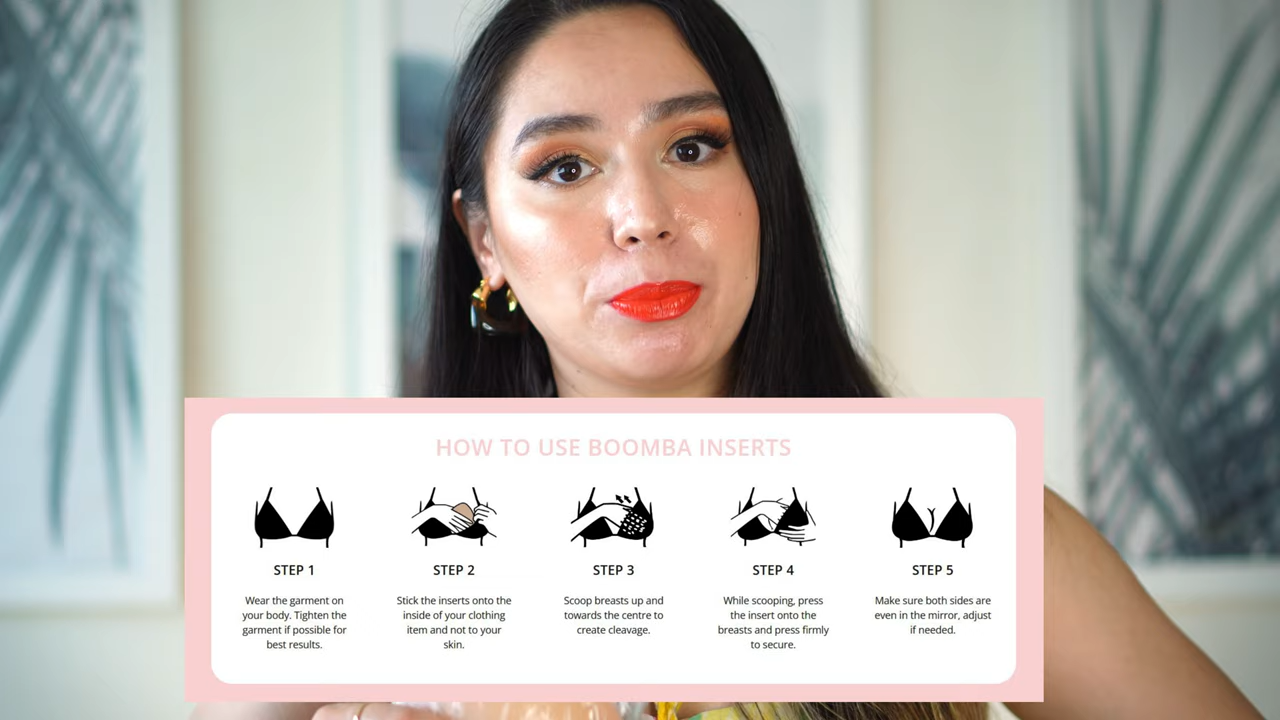 HOW TO USE BOOMBA INSERTS
STEP 1
Wear the garment on
your body. Tighten the
garment if possible for
best results.
STEP 2
Stick the inserts onto the
inside of your clothing
item and not to your
skin.
STEP 3
Scoop breasts up and
towards the centre to
create cleavage.
STEP 4
While scooping, press
the insert onto the
breasts and press firmly
to secure.
STEP 5
Make sure both sides are
even in the mirror, adjust
if needed.